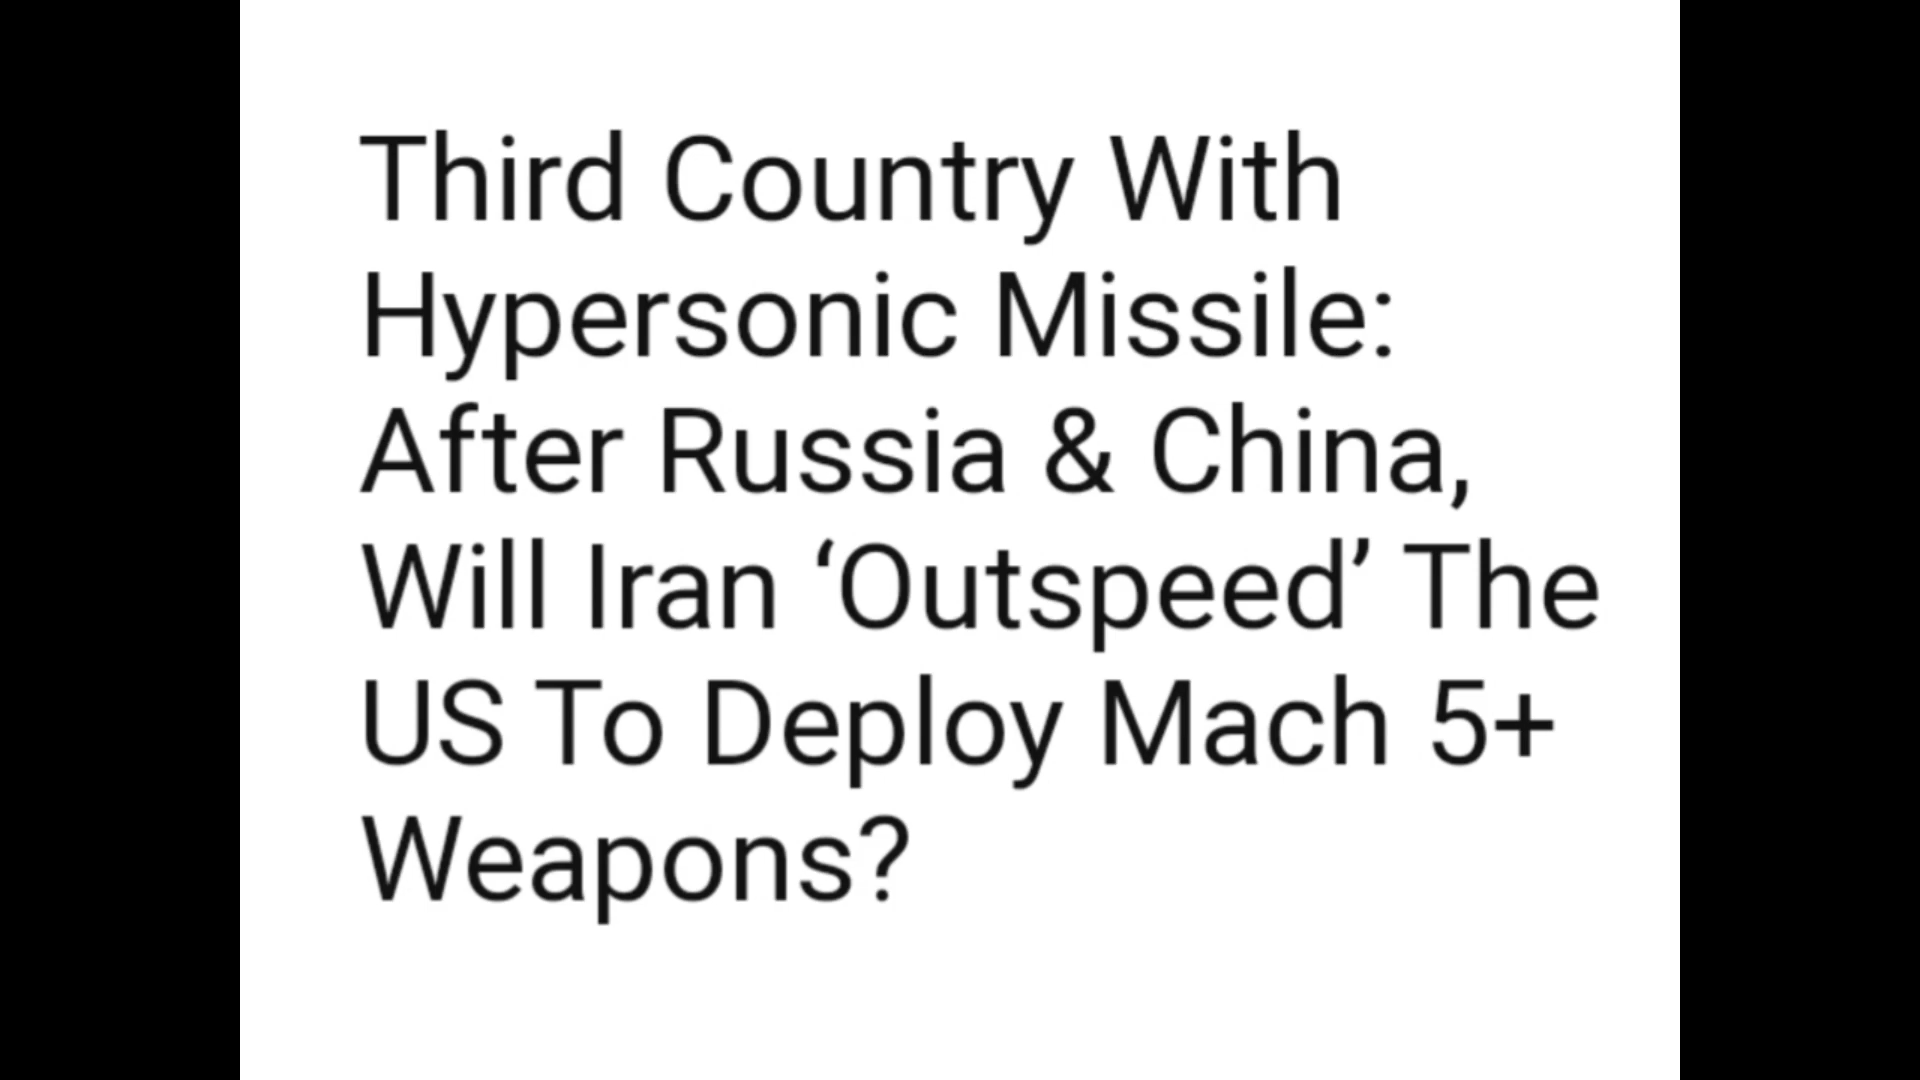 Third Country With
Hypersonic Missile:
After Russia & China,
Will Iran ‘Outspeed’ The
US To Deploy Mach 5+
Weapons?